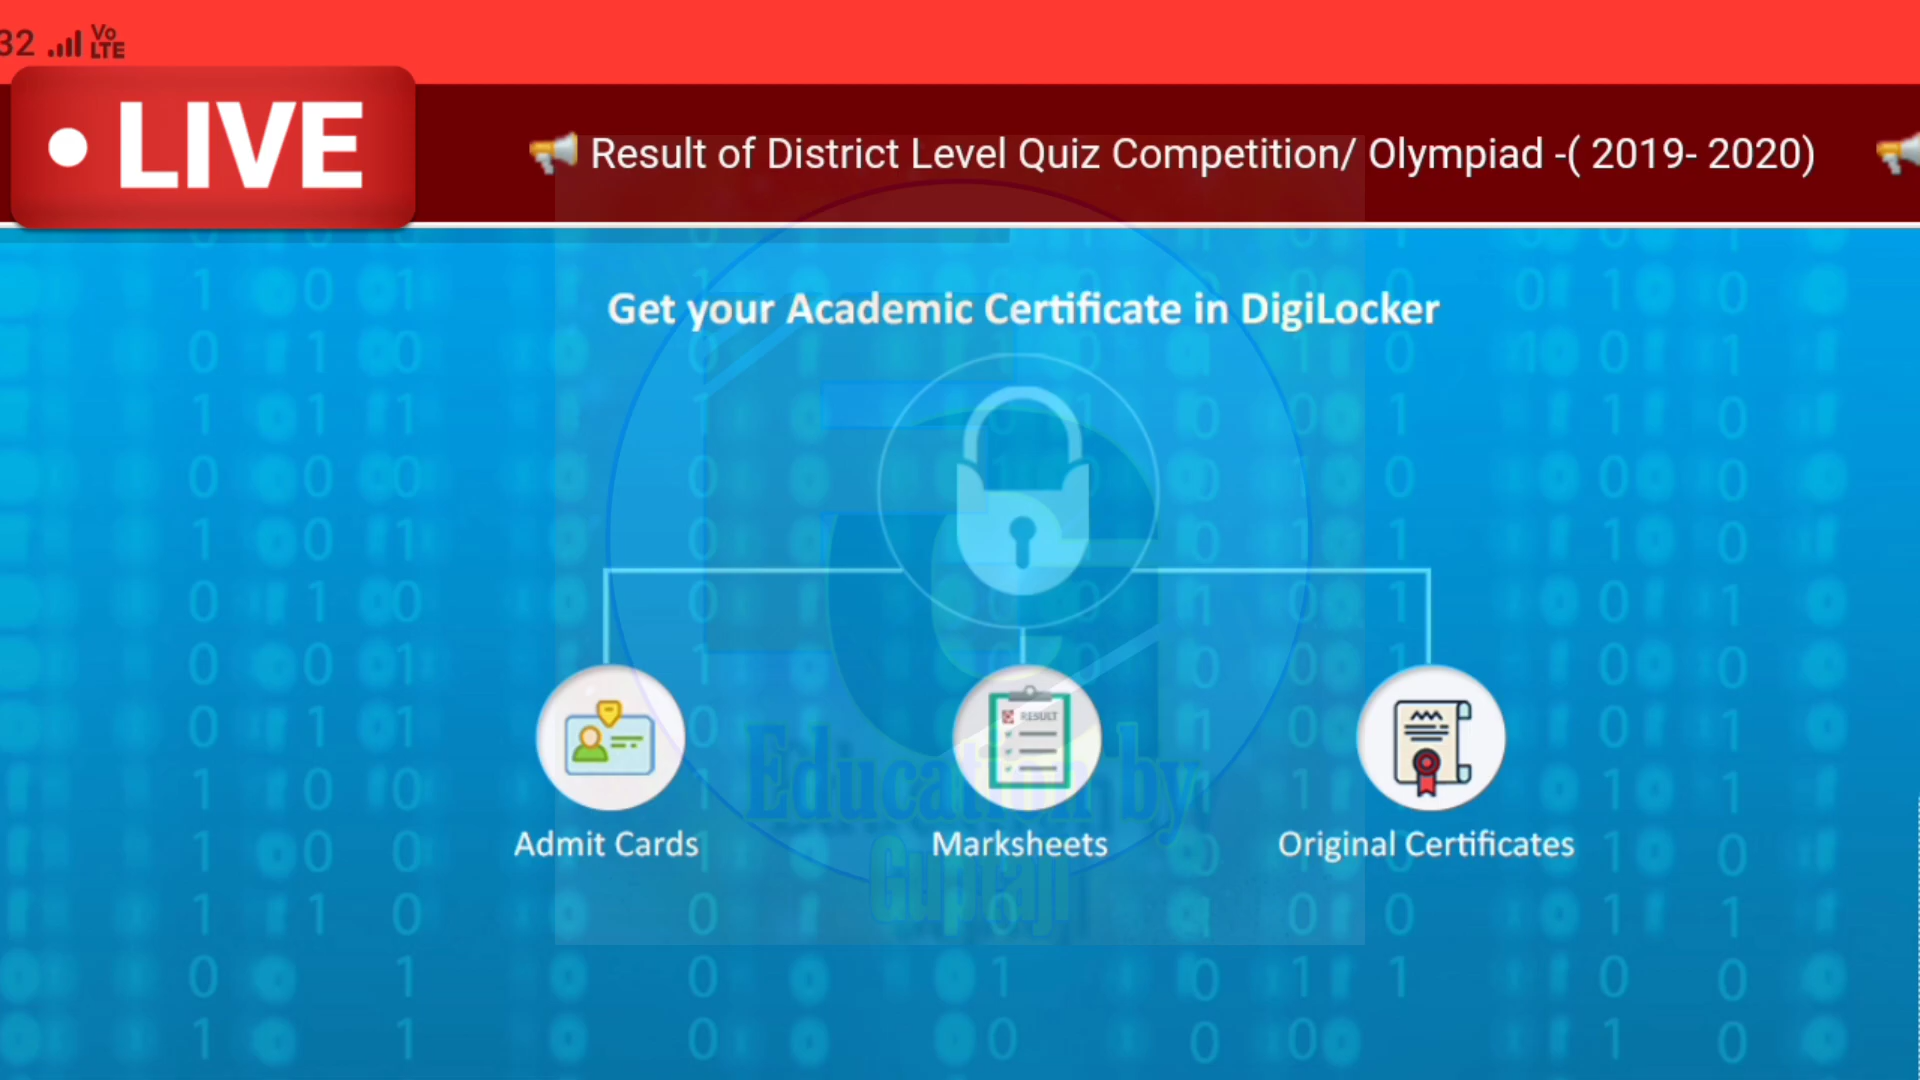 32 Vo LTE
LIVE
Result of District Level Quiz Competition/ Olympiad -( 2019- 2020)
Get your Academic Certificate in DigiLocker
RESULT
Admit Cards
Marksheets
Original Certificates
Education by
Guptaji